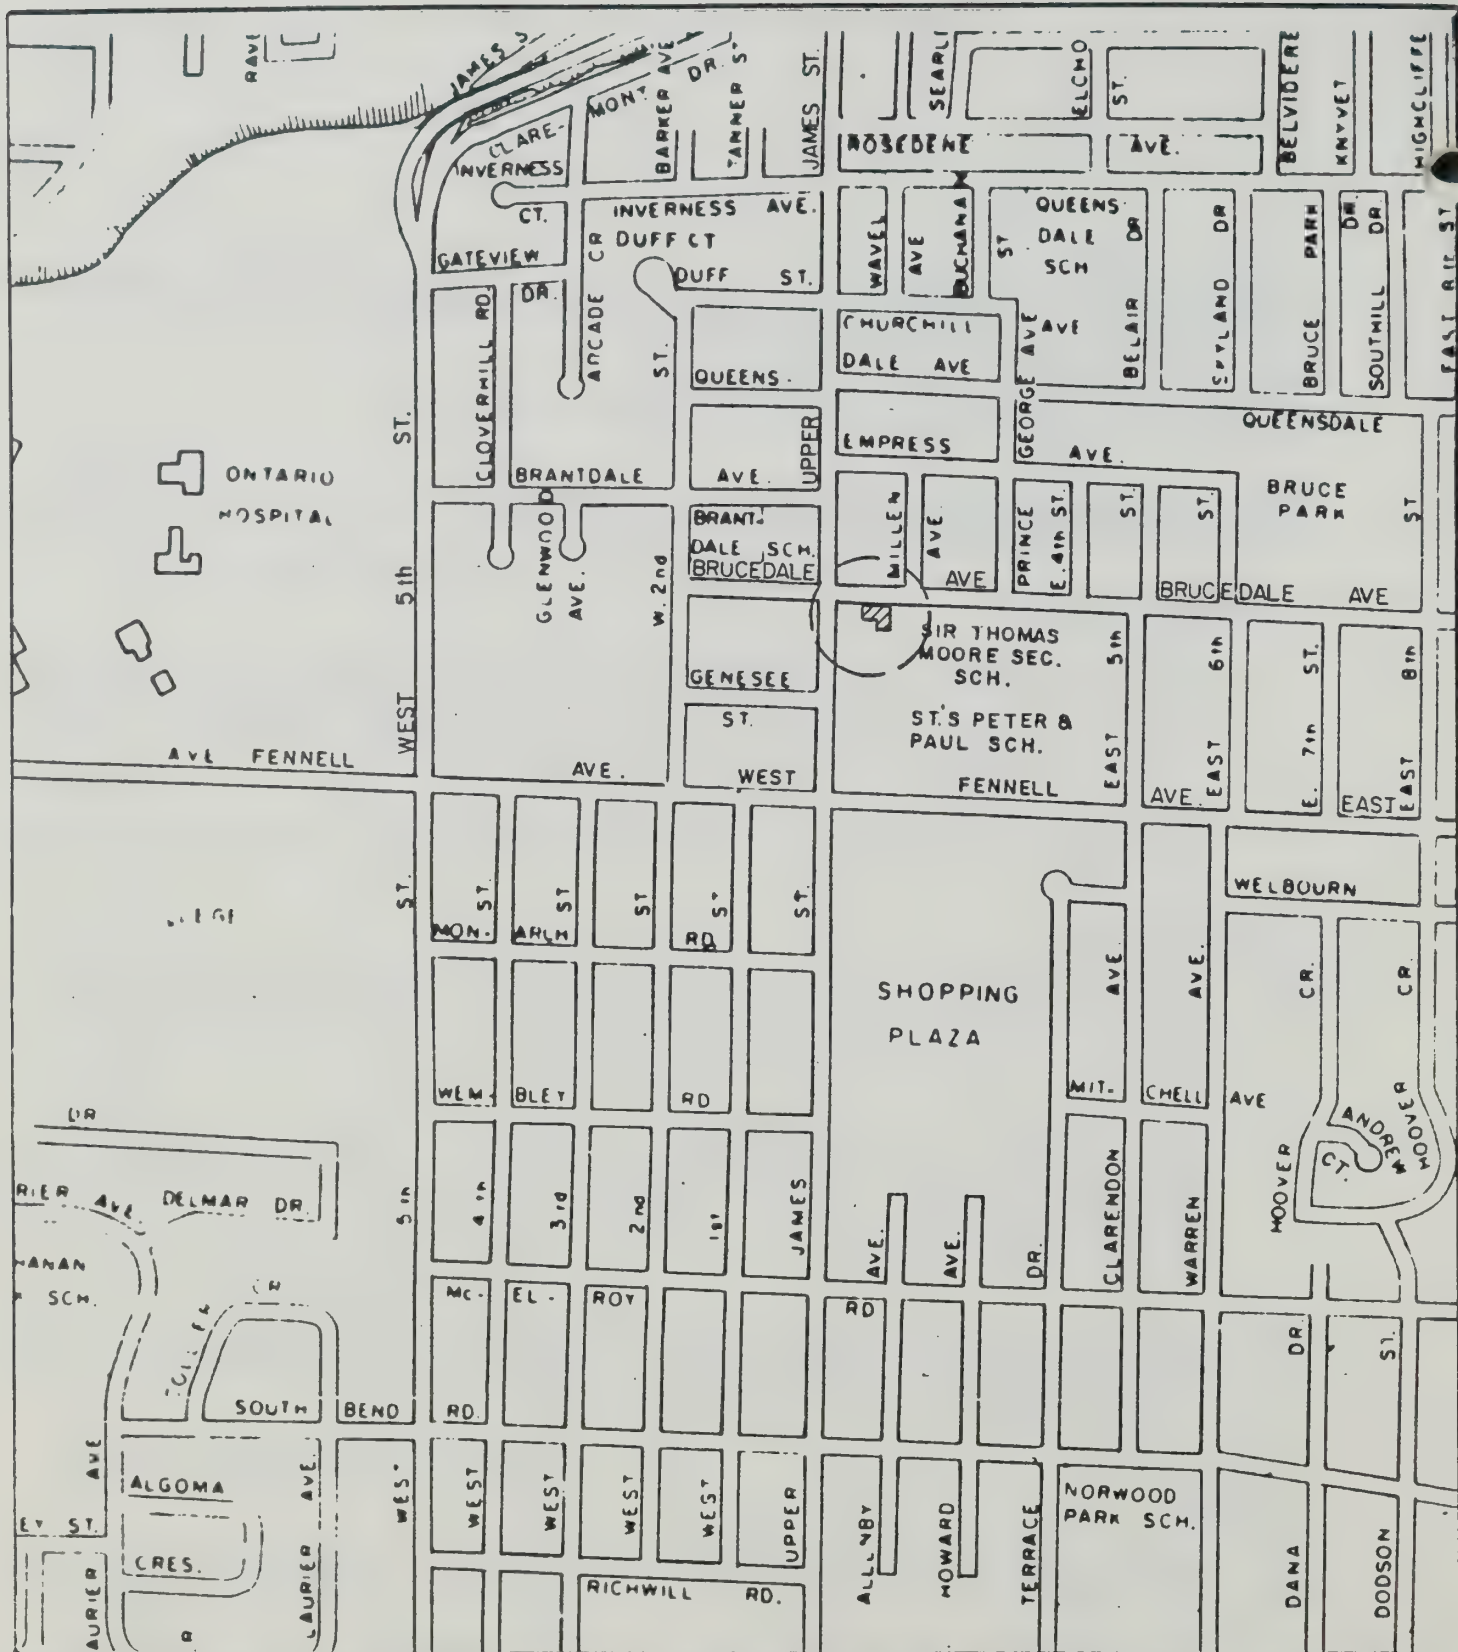 JAMES S
BARKER AVE
TANNER ST
JAMES ST.
ELCHO
ST.
BELVIDERE
KNYVET
HIGHCLIFFE
MONT
DR.
CLARE-
INVERNESS
CT.
ROSEDENE
AVE.
INVERNESS AVE.
DUFF CT
DUFF ST.
GATEVIEW
DR.
ARCADE CR
CLOVERHILL RD.
WAVEL
AVE
BUCHANAN
ST
QUEENS
DALE
SCH
BELAIR DR
DR
BRUCE PARK
DR.
SOUTHILL DR.
CHURCHILL
AVE
DALE AVE
QUEENS-
GEORGE AVE
ST.
UPPER
EMPRESS
AVE.
QUEENSDALE
BRANTDALE
AVE.
ONTARIO
HOSPITAL
ST.
5th
WEST
GLENWOOD
AVE.
W. 2nd
BRANT-
DALE SCH.
BRUCEDALE
MILLEN
AVE.
AVE
PRINCE
E. 4th ST.
ST.
ST.
BRUCE
PARK
ST
BRUCEDALE AVE
SIR THOMAS
MOORE SEC.
SCH.
ST.'S PETER &
PAUL SCH.
GENESEE
ST.
5th
EAST
6th
EAST
ST.
E. 7th
8th
EAST
AVE FENNELL
AVE.
WEST
FENNELL
AVE.
EAST
ST.
ST.
ST
ST
ST
ST.
MON-
ARCH
RD.
WELBOURN
SHOPPING
PLAZA
AVE.
AVE.
CR.
CR.
WEM-
BLEY
RD
MIT-
CHELL
AVE
DR
ANDREW
CT.
HOOVER
HOOVER
AVE.
DELMAR DR.
5th
4th
3rd
2nd
1st
JAMES
AVE.
AVE.
DR.
CLARENDON
WARREN
SCH.
CR
Mc-
EL-
ROY
RD
DR.
ST.
SOUTH
BEND
RD.
AVE
ALGOMA
CRES.
LAURIER AVE.
WEST
WEST
WEST
WEST
WEST
UPPER
HOWARD
TERRACE
NORWOOD
PARK SCH.
DANA
DODSON
EY ST.
AURIER
RICHWILL RD.